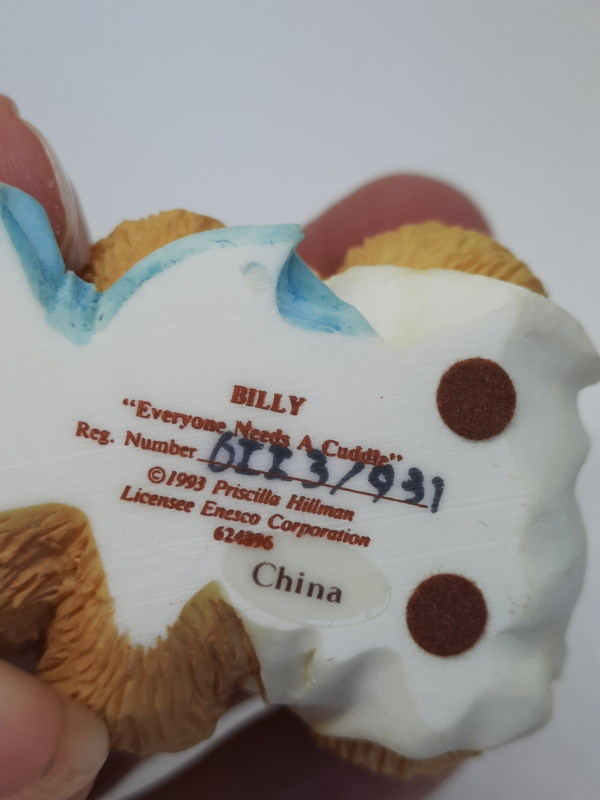 BILLY
“Everyone Needs A Cuddle”
Reg. Number 6II3/931
©1993 Priscilla Hillman
Licensee Enesco Corporation
624896
China